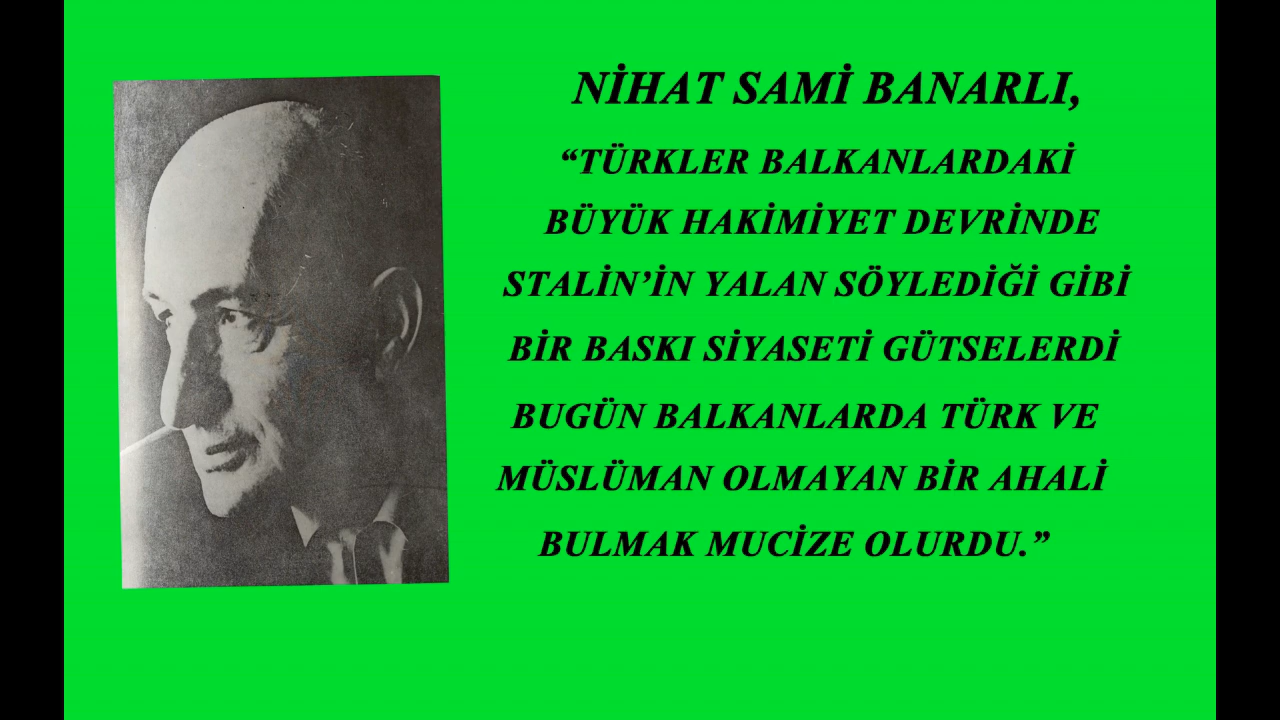 NİHAT SAMİ BANARLI,
“TÜRKLER BALKANLARDAKİ
BÜYÜK HAKİMİYET DEVRİNDE
STALİN’İN YALAN SÖYLEDİĞİ GİBİ
BİR BASKI SİYASETİ GÜTSELERDİ
BUGÜN BALKANLARDA TÜRK VE
MÜSLÜMAN OLMAYAN BİR AHALİ
BULMAK MUCİZE OLURDU.”